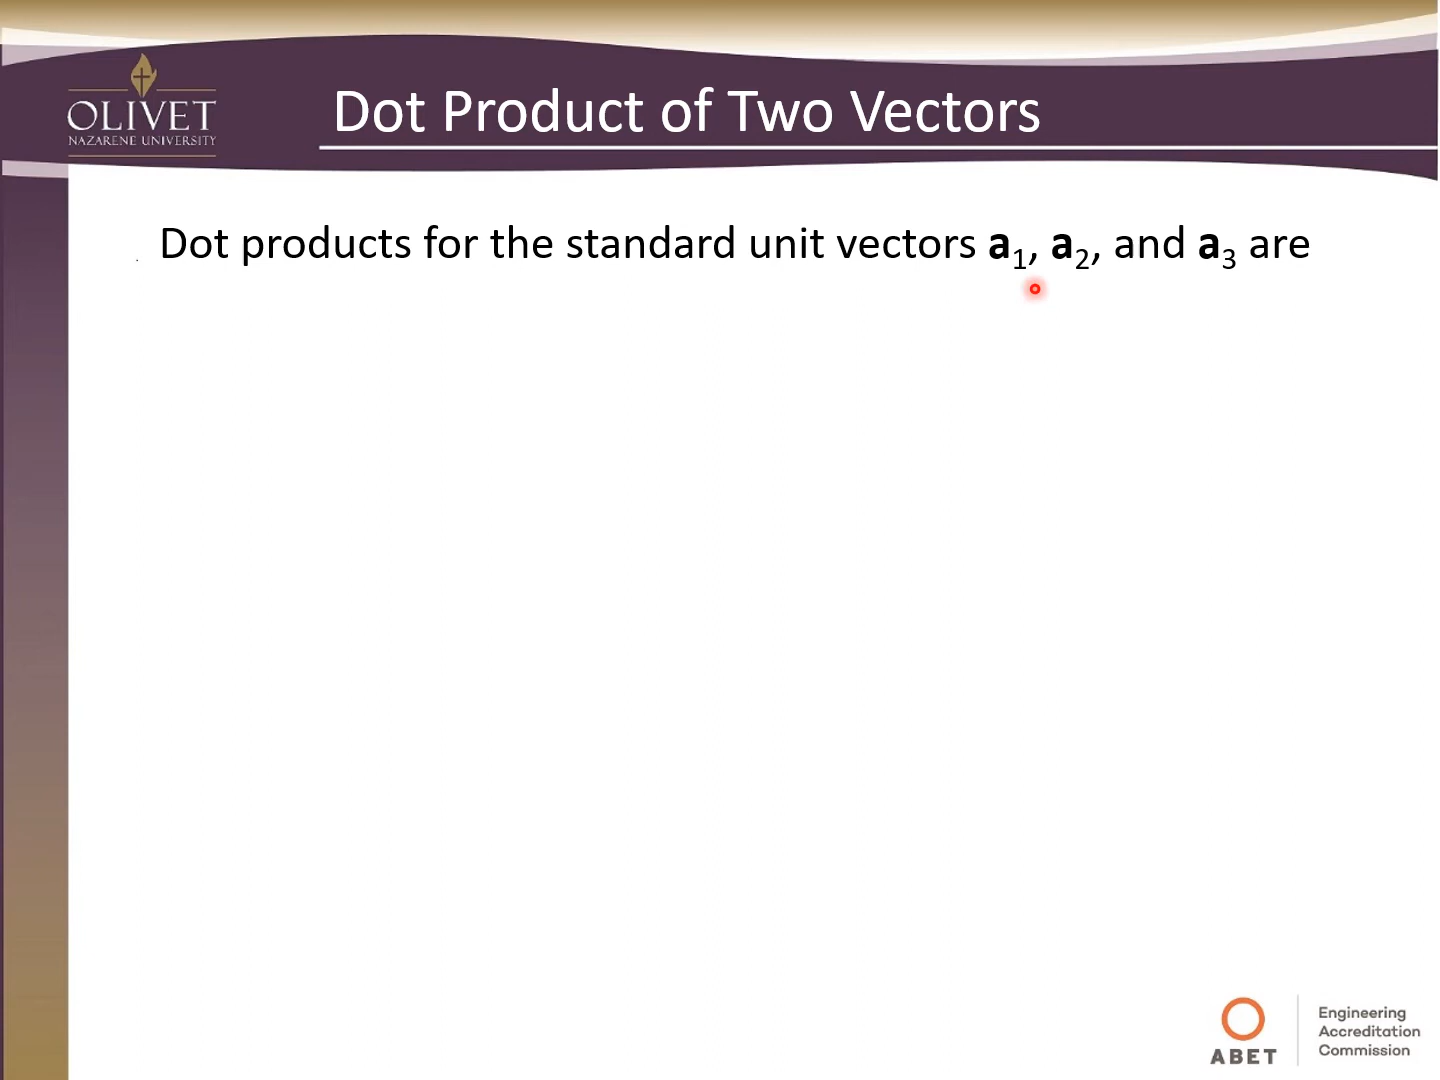 OLIVET
NAZARENE UNIVERSITY
Dot Product of Two Vectors
Dot products for the standard unit vectors a1, a2, and a3 are
ABET
Engineering
Accreditation
Commission